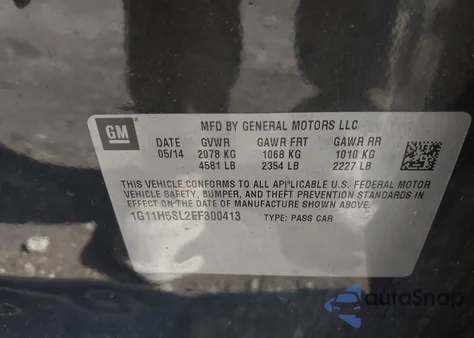 GM
MFD BY GENERAL MOTORS LLC
DATE GVWR GAWR FRT GAWR RR
05/14 2078 KG 1068 KG 1010 KG
4581 LB 2354 LB 2227 LB
THIS VEHICLE CONFORMS TO ALL APPLICABLE U.S. FEDERAL MOTOR
VEHICLE SAFETY, BUMPER, AND THEFT PREVENTION STANDARDS IN
EFFECT ON THE DATE OF MANUFACTURE SHOWN ABOVE.
1G11H5SL2EF300413 TYPE: PASS CAR
autoSnap